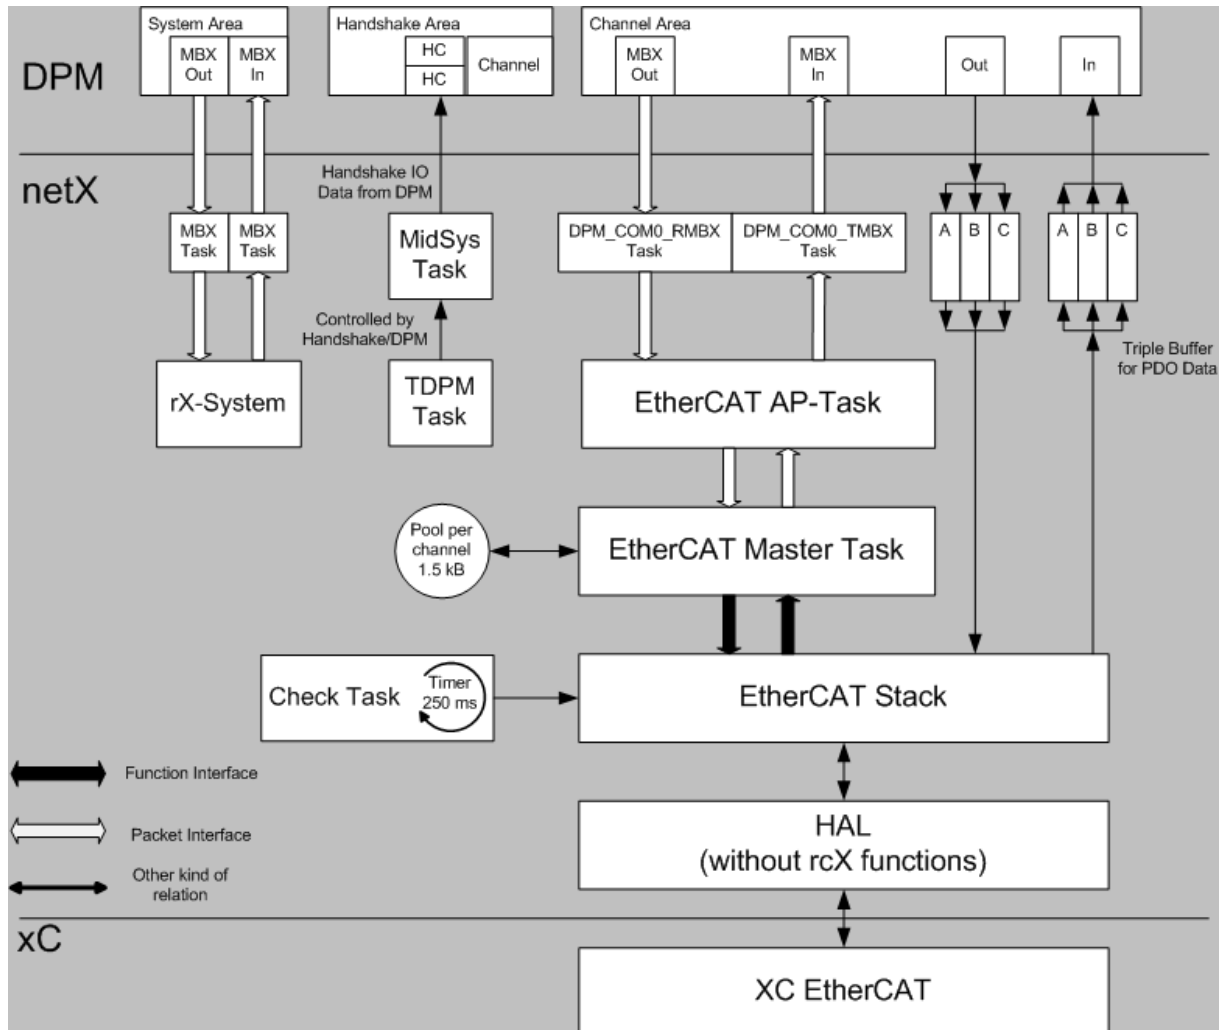 System Area
Handshake Area
Channel Area
DPM
MBX
Out
MBX
In
HC
HC
Channel
MBX
Out
MBX
In
Out
In
Handshake IO
Data from DPM
netX
MBX
Task
MBX
Task
MidSys
Task
DPM_COM0_RMBX
Task
DPM_COM0_TMBX
Task
A
B
C
A
B
C
Controlled by
Handshake/DPM
Triple Buffer
for PDO Data
rX-System
TDPM
Task
EtherCAT AP-Task
Pool per
channel
1.5 kB
EtherCAT Master Task
Check Task
Timer
250 ms
EtherCAT Stack
Function Interface
Packet Interface
Other kind of
relation
HAL
(without rcX functions)
xC
XC EtherCAT